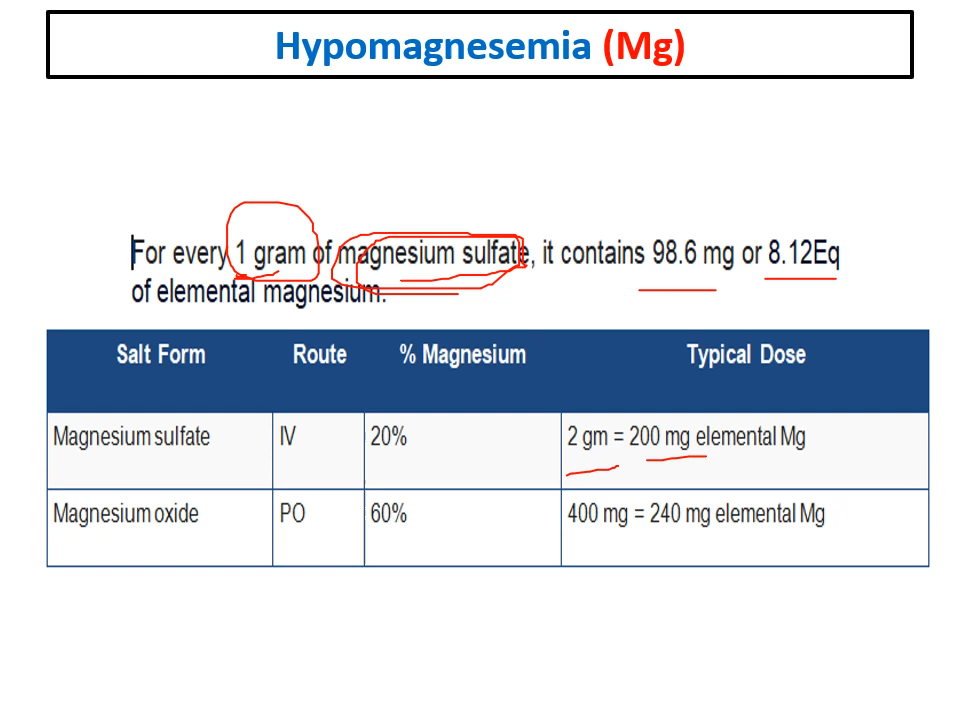 Hypomagnesemia (Mg)
For every 1 gram of magnesium sulfate, it contains 98.6 mg or 8.12Eq
of elemental magnesium.
Salt Form Route % Magnesium Typical Dose
Magnesium sulfate IV 20% 2 gm = 200 mg elemental Mg
Magnesium oxide PO 60% 400 mg = 240 mg elemental Mg